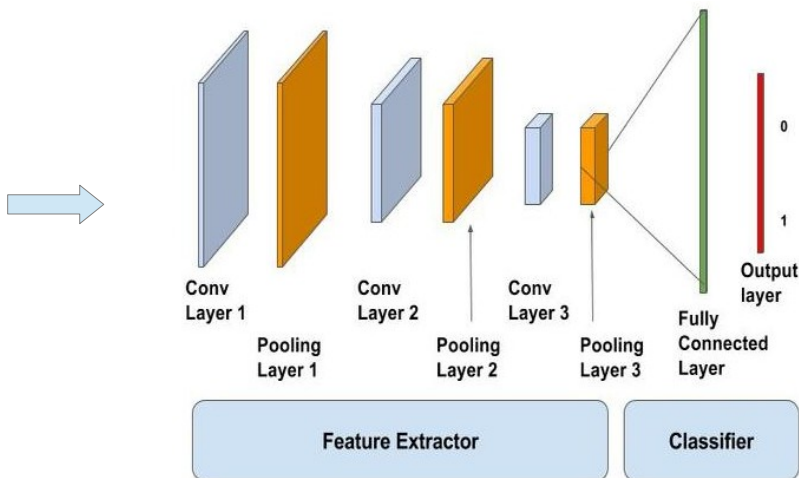 Conv
Layer 1
Pooling
Layer 1
Conv
Layer 2
Pooling
Layer 2
Conv
Layer 3
Pooling
Layer 3
Fully
Connected
Layer
0
1
Output
layer
Feature Extractor
Classifier